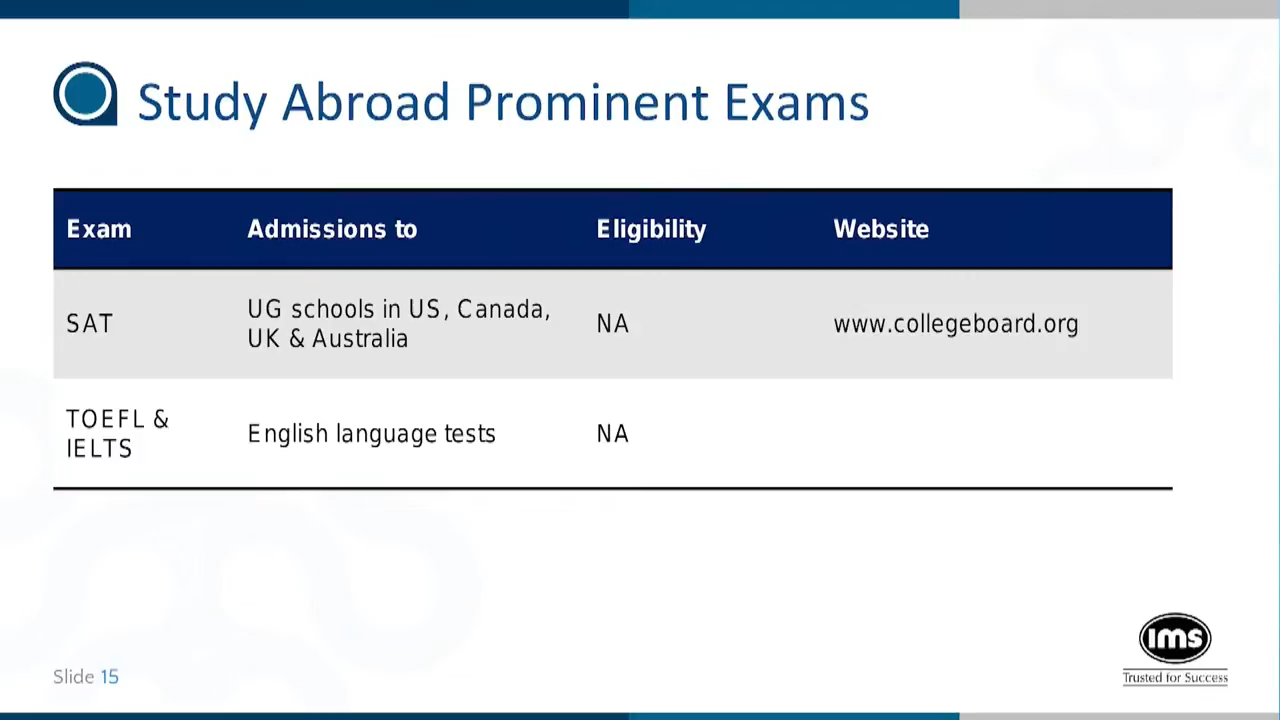 Study Abroad Prominent Exams
Exam Admissions to Eligibility Website
SAT UG schools in US, Canada, UK & Australia NA www.collegeboard.org
TOEFL & IELTS English language tests NA
ims
Trusted for Success
Slide 15